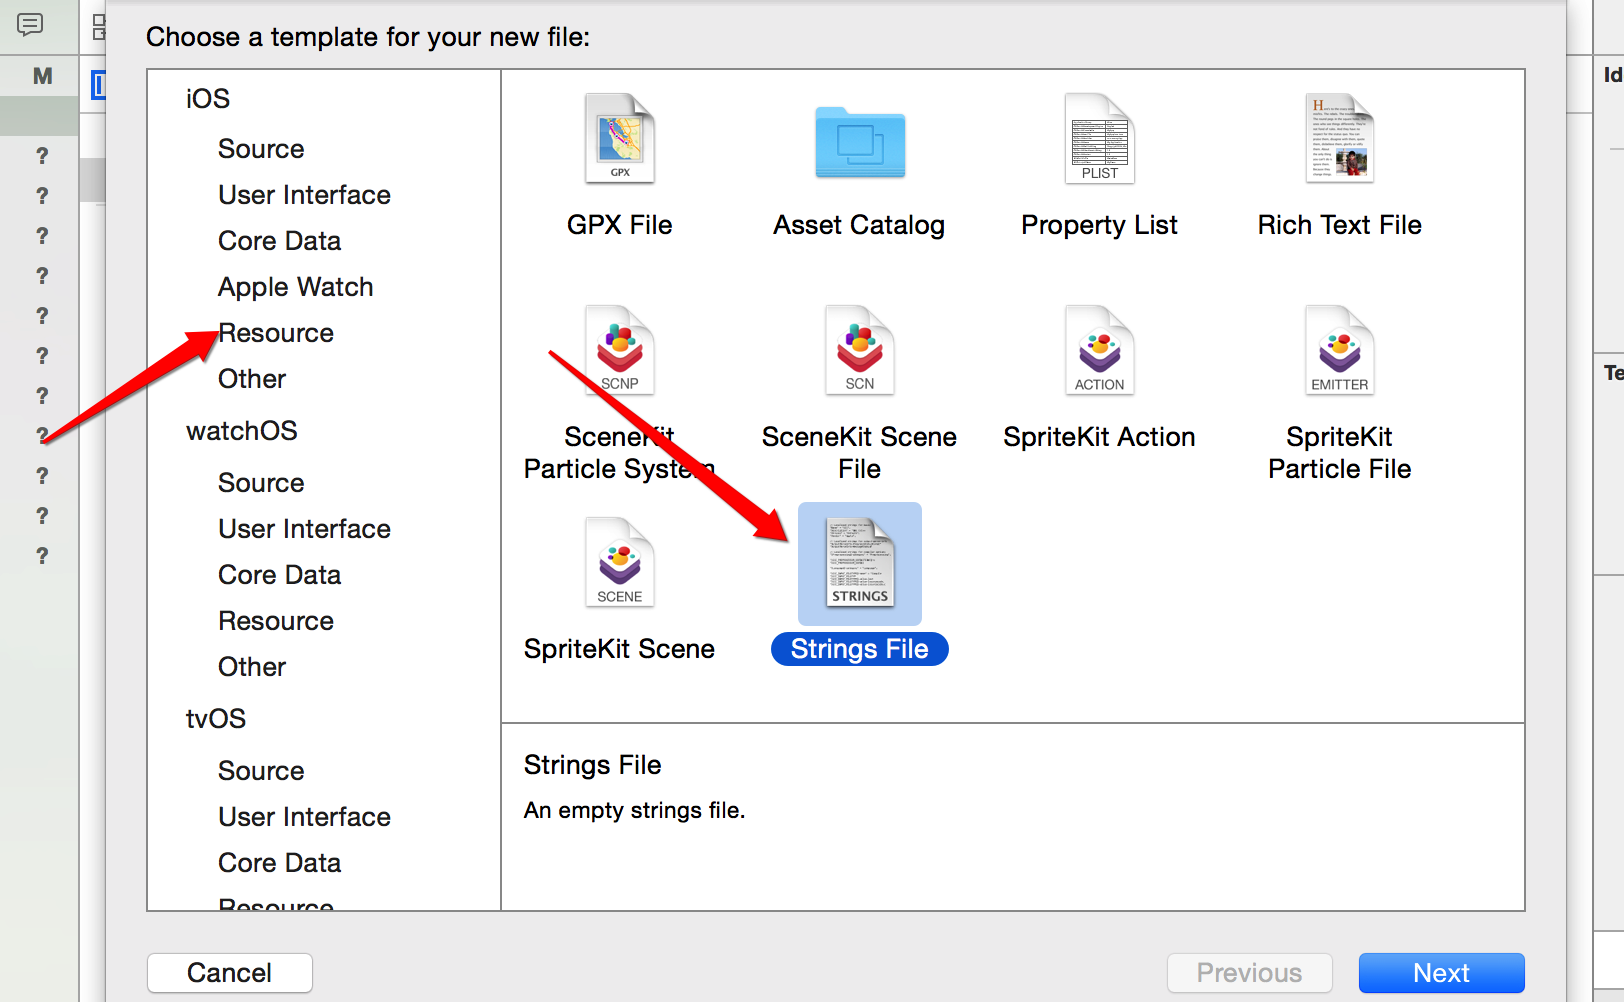 Choose a template for your new file:
M
Id
Te
?
?
?
?
?
?
?
?
?
?
?
iOS
Source
User Interface
Core Data
Apple Watch
Resource
Other
watchOS
Source
User Interface
Core Data
Resource
Other
tvOS
Source
User Interface
Core Data
Resource
GPX
PLIST
GPX File
Asset Catalog
Property List
Rich Text File
SCNP
SCN
ACTION
EMITTER
SceneKit
Particle System
SceneKit Scene
File
SpriteKit Action
SpriteKit
Particle File
SCENE
STRINGS
SpriteKit Scene
Strings File
Strings File
An empty strings file.
Cancel
Previous
Next